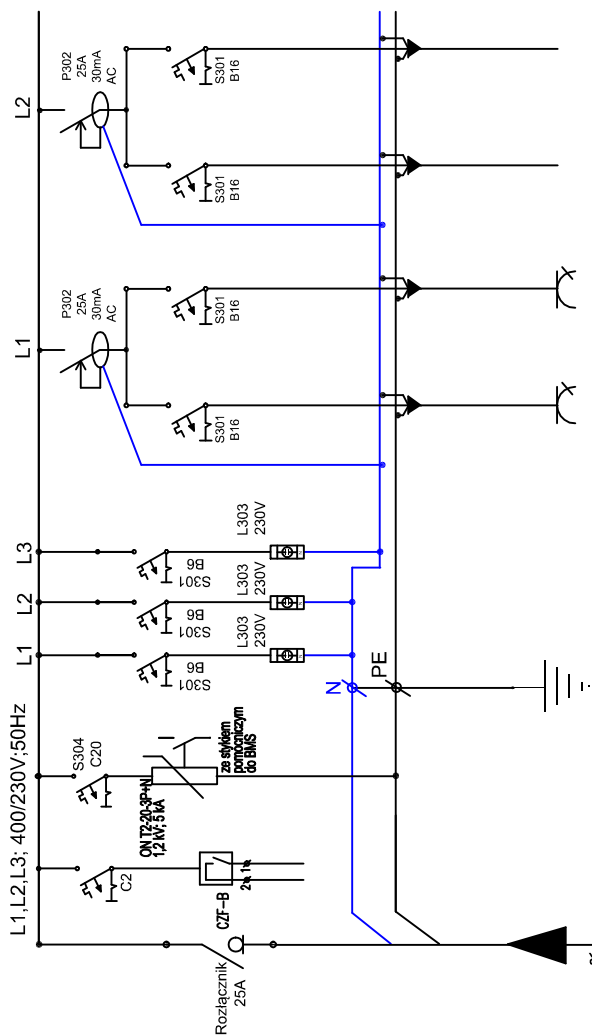 L1,L2,L3; 400/230V;50Hz
Rozłącznik
25A
C2
CZF-B
2 1
S304
C20
ON T2-20-3P+N
1,2 kV; 5 kA
ze stykiem
pomocniczym
do BMS
L1
S301
B6
L303
230V
L2
S301
B6
L303
230V
L3
S301
B6
L303
230V
N
PE
L1
P302
25A
30mA
AC
S301
B16
S301
B16
L2
P302
25A
30mA
AC
S301
B16
S301
B16